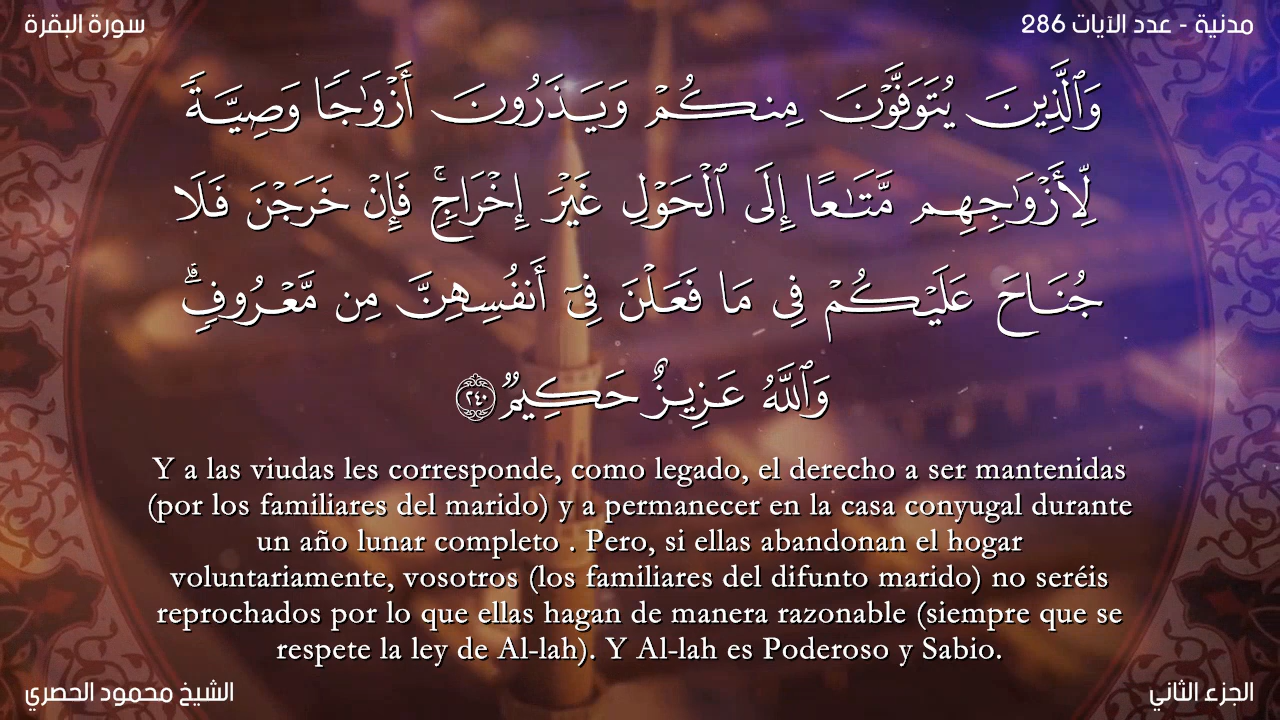 مدنية - عدد الآيات 286
سورة البقرة
وَٱلَّذِينَ يُتَوَفَّوْنَ مِنكُمْ وَيَذَرُونَ أَزْوَٰجًا وَصِيَّةً
لِّأَزْوَٰجِهِم مَّتَـٰعًا إِلَى ٱلْحَوْلِ غَيْرَ إِخْرَاجٍ ۚ فَإِنْ خَرَجْنَ فَلَا
جُنَاحَ عَلَيْكُمْ فِى مَا فَعَلْنَ فِىٓ أَنفُسِهِنَّ مِن مَّعْرُوفٍ ۗ
وَٱللَّهُ عَزِيزٌ حَكِيمٌ ٢٤٠
Y a las viudas les corresponde, como legado, el derecho a ser mantenidas
(por los familiares del marido) y a permanecer en la casa conyugal durante
un año lunar completo . Pero, si ellas abandonan el hogar
voluntariamente, vosotros (los familiares del difunto marido) no seréis
reprochados por lo que ellas hagan de manera razonable (siempre que se
respete la ley de Al-lah). Y Al-lah es Poderoso y Sabio.
الجزء الثاني
الشيخ محمود الحصري